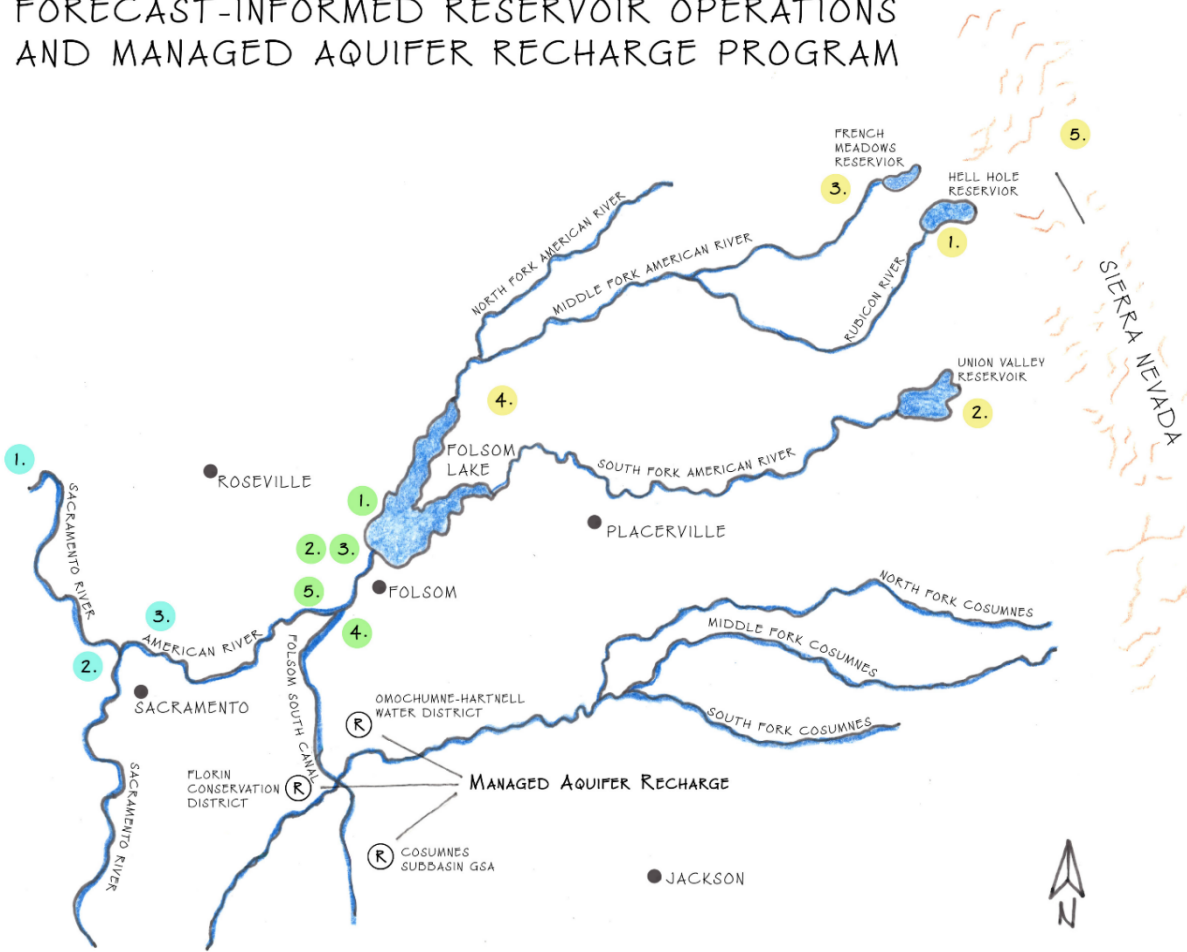 FORECAST-INFORMED RESERVOIR OPERATIONS
AND MANAGED AQUIFER RECHARGE PROGRAM
5.
FRENCH
MEADOWS
RESERVIOR
3.
HELL HOLE
RESERVIOR
1.
NORTH FORK AMERICAN RIVER
MIDDLE FORK AMERICAN RIVER
RUBICON RIVER
SIERRA NEVADA
UNION VALLEY
RESERVOIR
2.
4.
FOLSOM
LAKE
SOUTH FORK AMERICAN RIVER
1.
SACRAMENTO RIVER
ROSEVILLE
1.
2.
3.
PLACERVILLE
5.
FOLSOM
4.
3.
AMERICAN RIVER
2.
SACRAMENTO
FOLSOM SOUTH CANAL
NORTH FORK COSUMNES
MIDDLE FORK COSUMNES
SOUTH FORK COSUMNES
R
OMOCHUMNE-HARTNELL
WATER DISTRICT
SACRAMENTO RIVER
FLORIN
CONSERVATION
DISTRICT
R
MANAGED AQUIFER RECHARGE
R
COSUMNES
SUBBASIN GSA
JACKSON
N